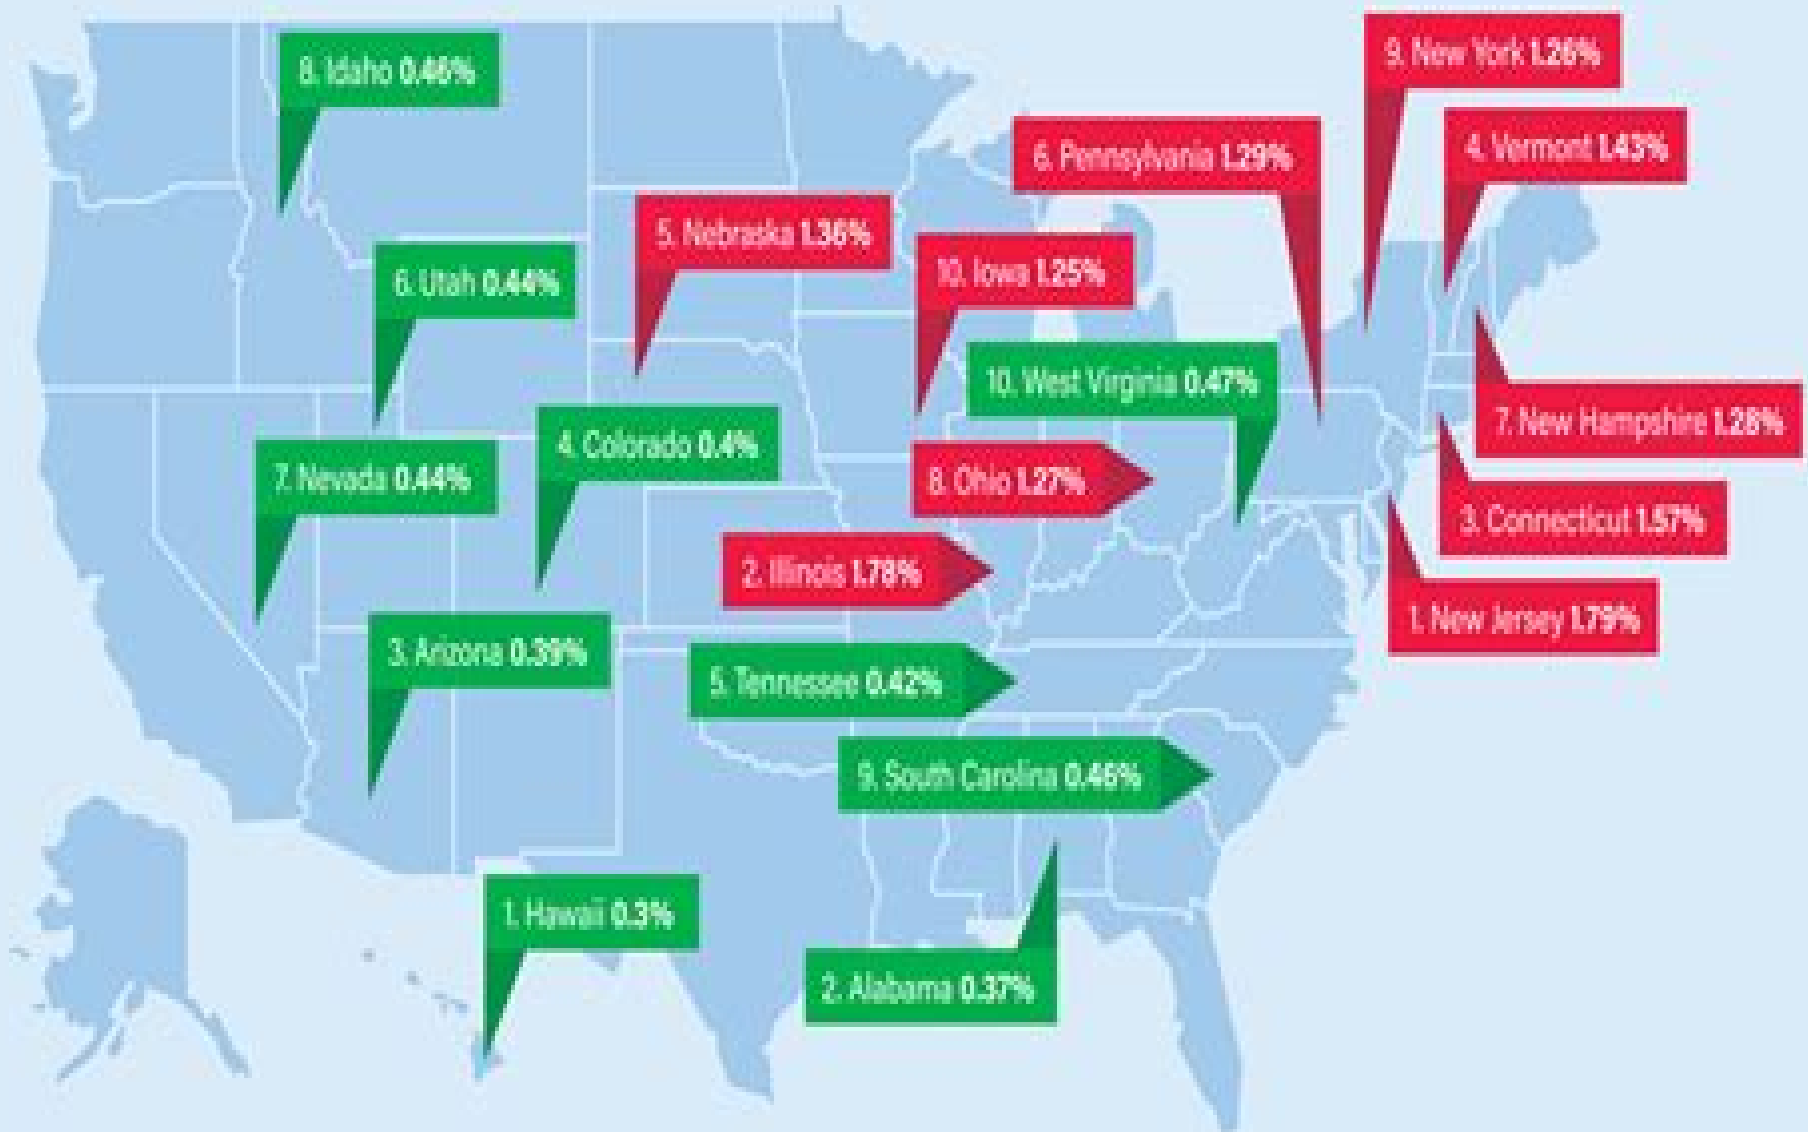 8. Idaho 0.46%
9. New York 1.26%
6. Pennsylvania 1.29%
4. Vermont 1.43%
5. Nebraska 1.36%
6. Utah 0.44%
10. Iowa 1.25%
10. West Virginia 0.47%
7. New Hampshire 1.28%
4. Colorado 0.4%
7. Nevada 0.44%
8. Ohio 1.27%
3. Connecticut 1.57%
2. Illinois 1.78%
1. New Jersey 1.79%
3. Arizona 0.39%
5. Tennessee 0.42%
9. South Carolina 0.46%
1. Hawaii 0.3%
2. Alabama 0.37%